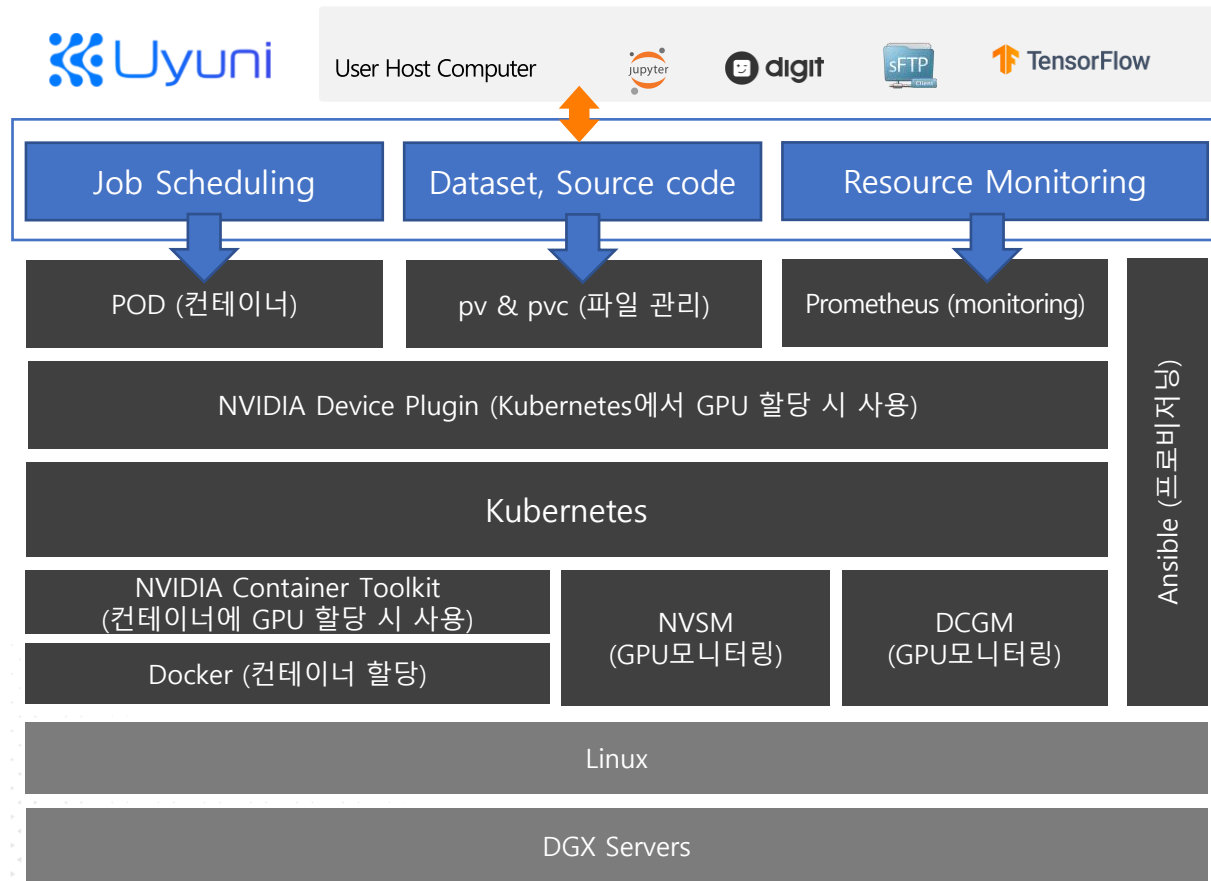 Uyuni
User Host Computer
jupyter
digit
sFTP
Client
TensorFlow
Job Scheduling
Dataset, Source code
Resource Monitoring
POD (컨테이너)
pv & pvc (파일 관리)
Prometheus (monitoring)
Ansible (프로비저닝)
NVIDIA Device Plugin (Kubernetes에서 GPU 할당 시 사용)
Kubernetes
NVIDIA Container Toolkit
(컨테이너에 GPU 할당 시 사용)
Docker (컨테이너 할당)
NVSM
(GPU모니터링)
DCGM
(GPU모니터링)
Linux
DGX Servers